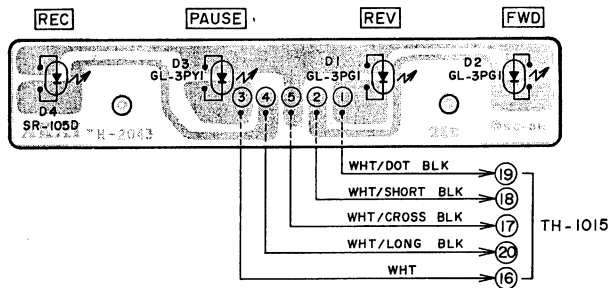 REC PAUSE REV FWD
D3
GL-3PY1
D1
GL-3PG1
D2
GL-3PG1
D4
SR-105D
TH-2043
3 4 5 2 1
WHT/DOT BLK 19
WHT/SHORT BLK 18
WHT/CROSS BLK 17
TH-1015
WHT/LONG BLK 20
WHT 16